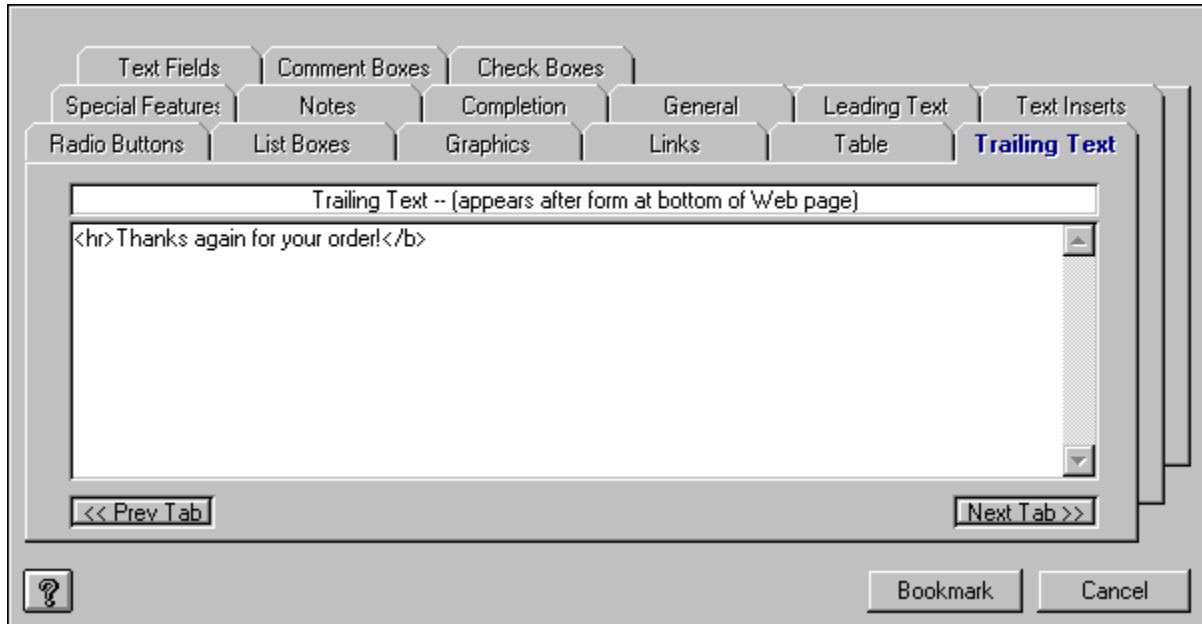 Text Fields Comment Boxes Check Boxes
Special Features Notes Completion General Leading Text Text Inserts
Radio Buttons List Boxes Graphics Links Table Trailing Text
Trailing Text -- (appears after form at bottom of Web page)
<hr>Thanks again for your order!</b>
<< Prev Tab Next Tab >>
? Bookmark Cancel